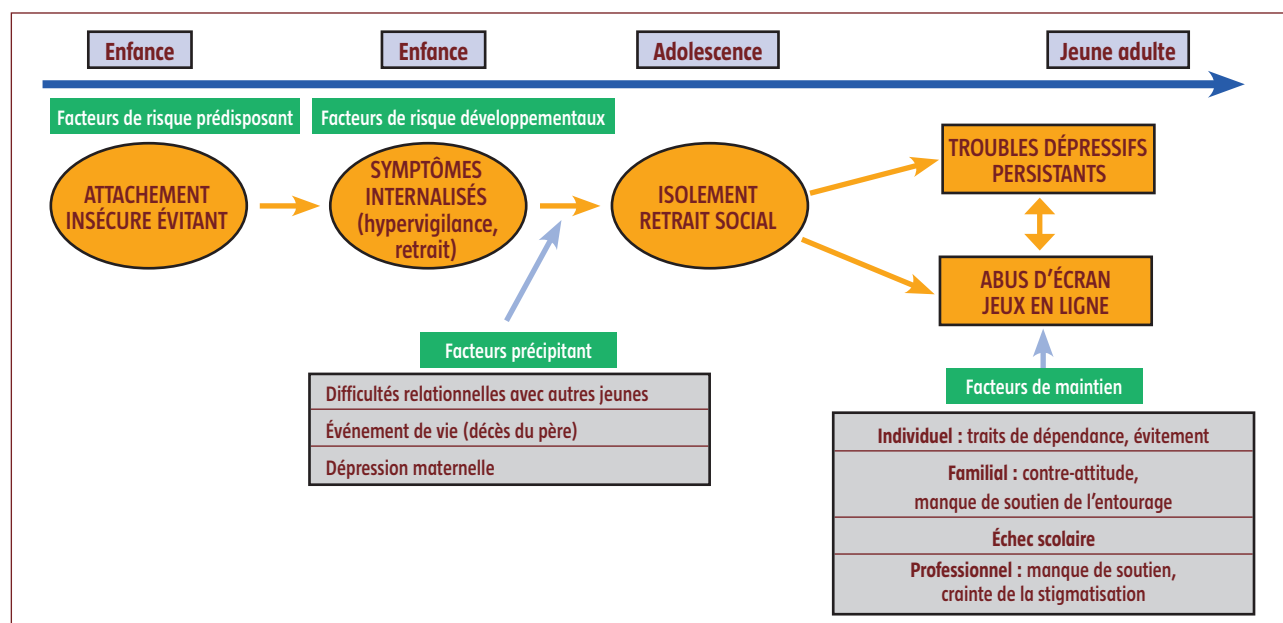 Enfance
Enfance
Adolescence
Jeune adulte
Facteurs de risque prédisposant
Facteurs de risque développementaux
ATTACHEMENT
INSÉCURE ÉVITANT
SYMPTÔMES
INTERNALISÉS
(hypervigilance,
retrait)
ISOLEMENT
RETRAIT SOCIAL
TROUBLES DÉPRESSIFS
PERSISTANTS
ABUS D’ÉCRAN
JEUX EN LIGNE
Facteurs précipitant
Difficultés relationnelles avec autres jeunes
Événement de vie (décès du père)
Dépression maternelle
Facteurs de maintien
Individuel : traits de dépendance, évitement
Familial : contre-attitude,
manque de soutien de l’entourage
Échec scolaire
Professionnel : manque de soutien,
crainte de la stigmatisation